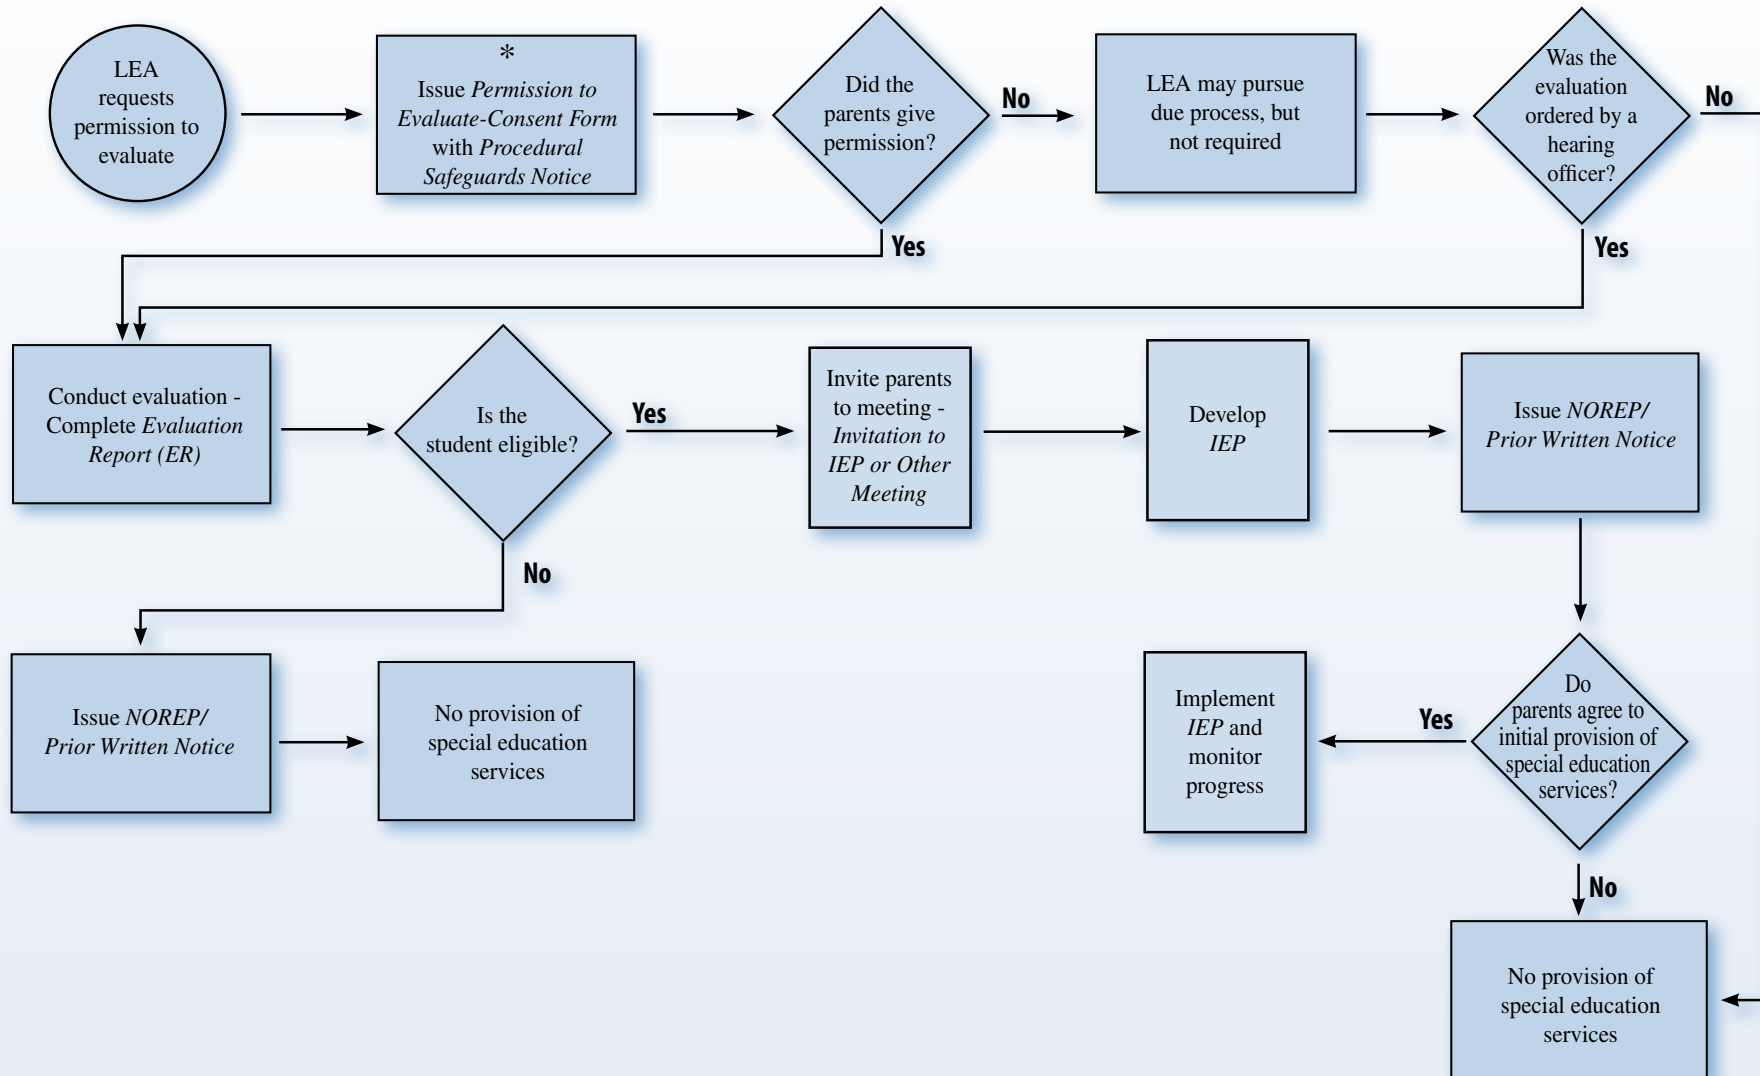 LEA
requests
permission to
evaluate
*
Issue Permission to
Evaluate-Consent Form
with Procedural
Safeguards Notice
Did the
parents give
permission?
No
Yes
LEA may pursue
due process, but
not required
Was the
evaluation
ordered by a
hearing
officer?
No
Yes
Conduct evaluation -
Complete Evaluation
Report (ER)
Is the
student eligible?
Yes
No
Invite parents
to meeting -
Invitation to
IEP or Other
Meeting
Develop
IEP
Issue NOREP/
Prior Written Notice
Issue NOREP/
Prior Written Notice
No provision of
special education
services
Implement
IEP and
monitor
progress
Yes
Do
parents agree to
initial provision of
special education
services?
No
No provision of
special education
services